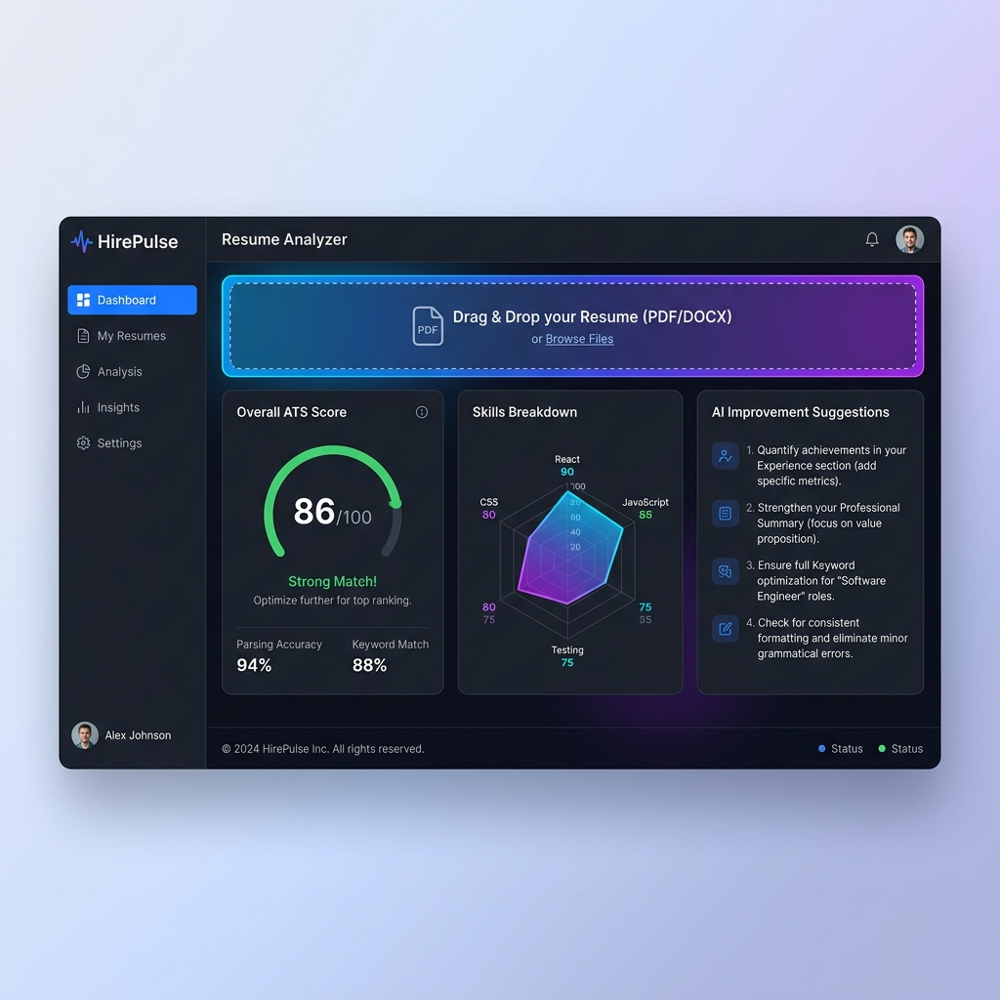 HirePulse
Dashboard
My Resumes
Analysis
Insights
Settings
Alex Johnson
Resume Analyzer
PDF
Drag & Drop your Resume (PDF/DOCX)
or Browse Files
Overall ATS Score
86/100
Strong Match!
Optimize further for top ranking.
Parsing Accuracy
94%
Keyword Match
88%
Skills Breakdown
React
90
CSS
80
JavaScript
60
40
20
80
75
75
Testing
75
AI Improvement Suggestions
1. Quantify achievements in your
Experience section (add
specific metrics).
2. Strengthen your Professional
Summary (focus on value
proposition).
3. Ensure full Keyword
optimization for "Software
Engineer" roles.
4. Check for consistent
formatting and eliminate minor
grammatical errors.
© 2024 HirePulse Inc. All rights reserved.
Status
Status